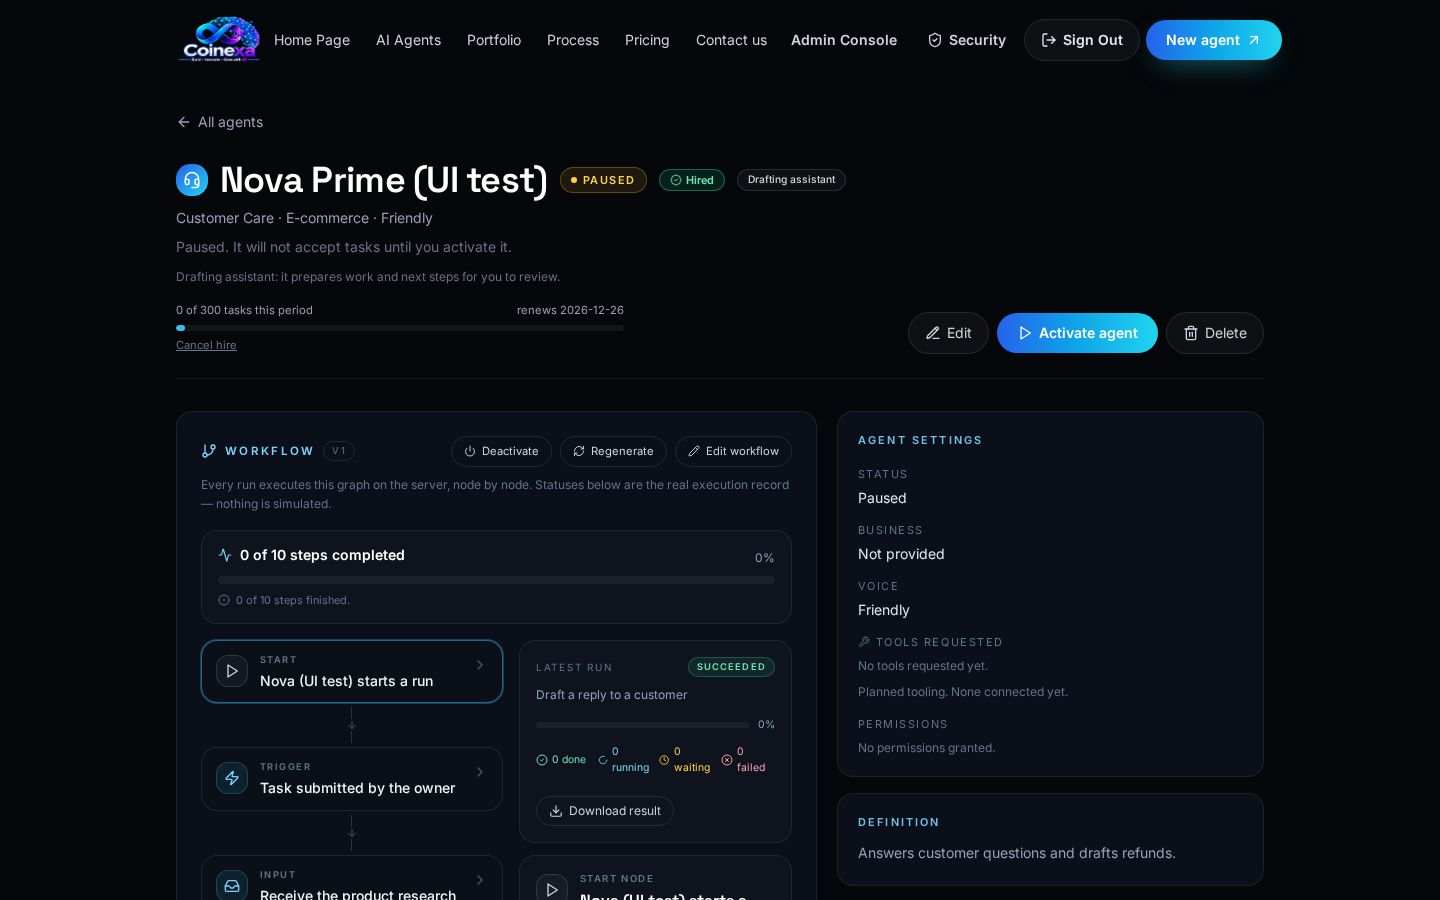 Coinexa
Home Page
AI Agents
Portfolio
Process
Pricing
Contact us
Admin Console
Security
Sign Out
New agent
All agents
Nova Prime (UI test)
PAUSED
Hired
Drafting assistant
Customer Care · E-commerce · Friendly
Paused. It will not accept tasks until you activate it.
Drafting assistant: it prepares work and next steps for you to review.
0 of 300 tasks this period
renews 2026-12-26
Cancel hire
Edit
Activate agent
Delete
WORKFLOW
V1
Deactivate
Regenerate
Edit workflow
Every run executes this graph on the server, node by node. Statuses below are the real execution record
— nothing is simulated.
0 of 10 steps completed
0%
0 of 10 steps finished.
START
Nova (UI test) starts a run
TRIGGER
Task submitted by the owner
INPUT
Receive the product research
LATEST RUN
SUCCEEDED
Draft a reply to a customer
0%
0 done
0
running
0
waiting
0
failed
Download result
START NODE
Nova (UI test) starts a
AGENT SETTINGS
STATUS
Paused
BUSINESS
Not provided
VOICE
Friendly
TOOLS REQUESTED
No tools requested yet.
Planned tooling. None connected yet.
PERMISSIONS
No permissions granted.
DEFINITION
Answers customer questions and drafts refunds.